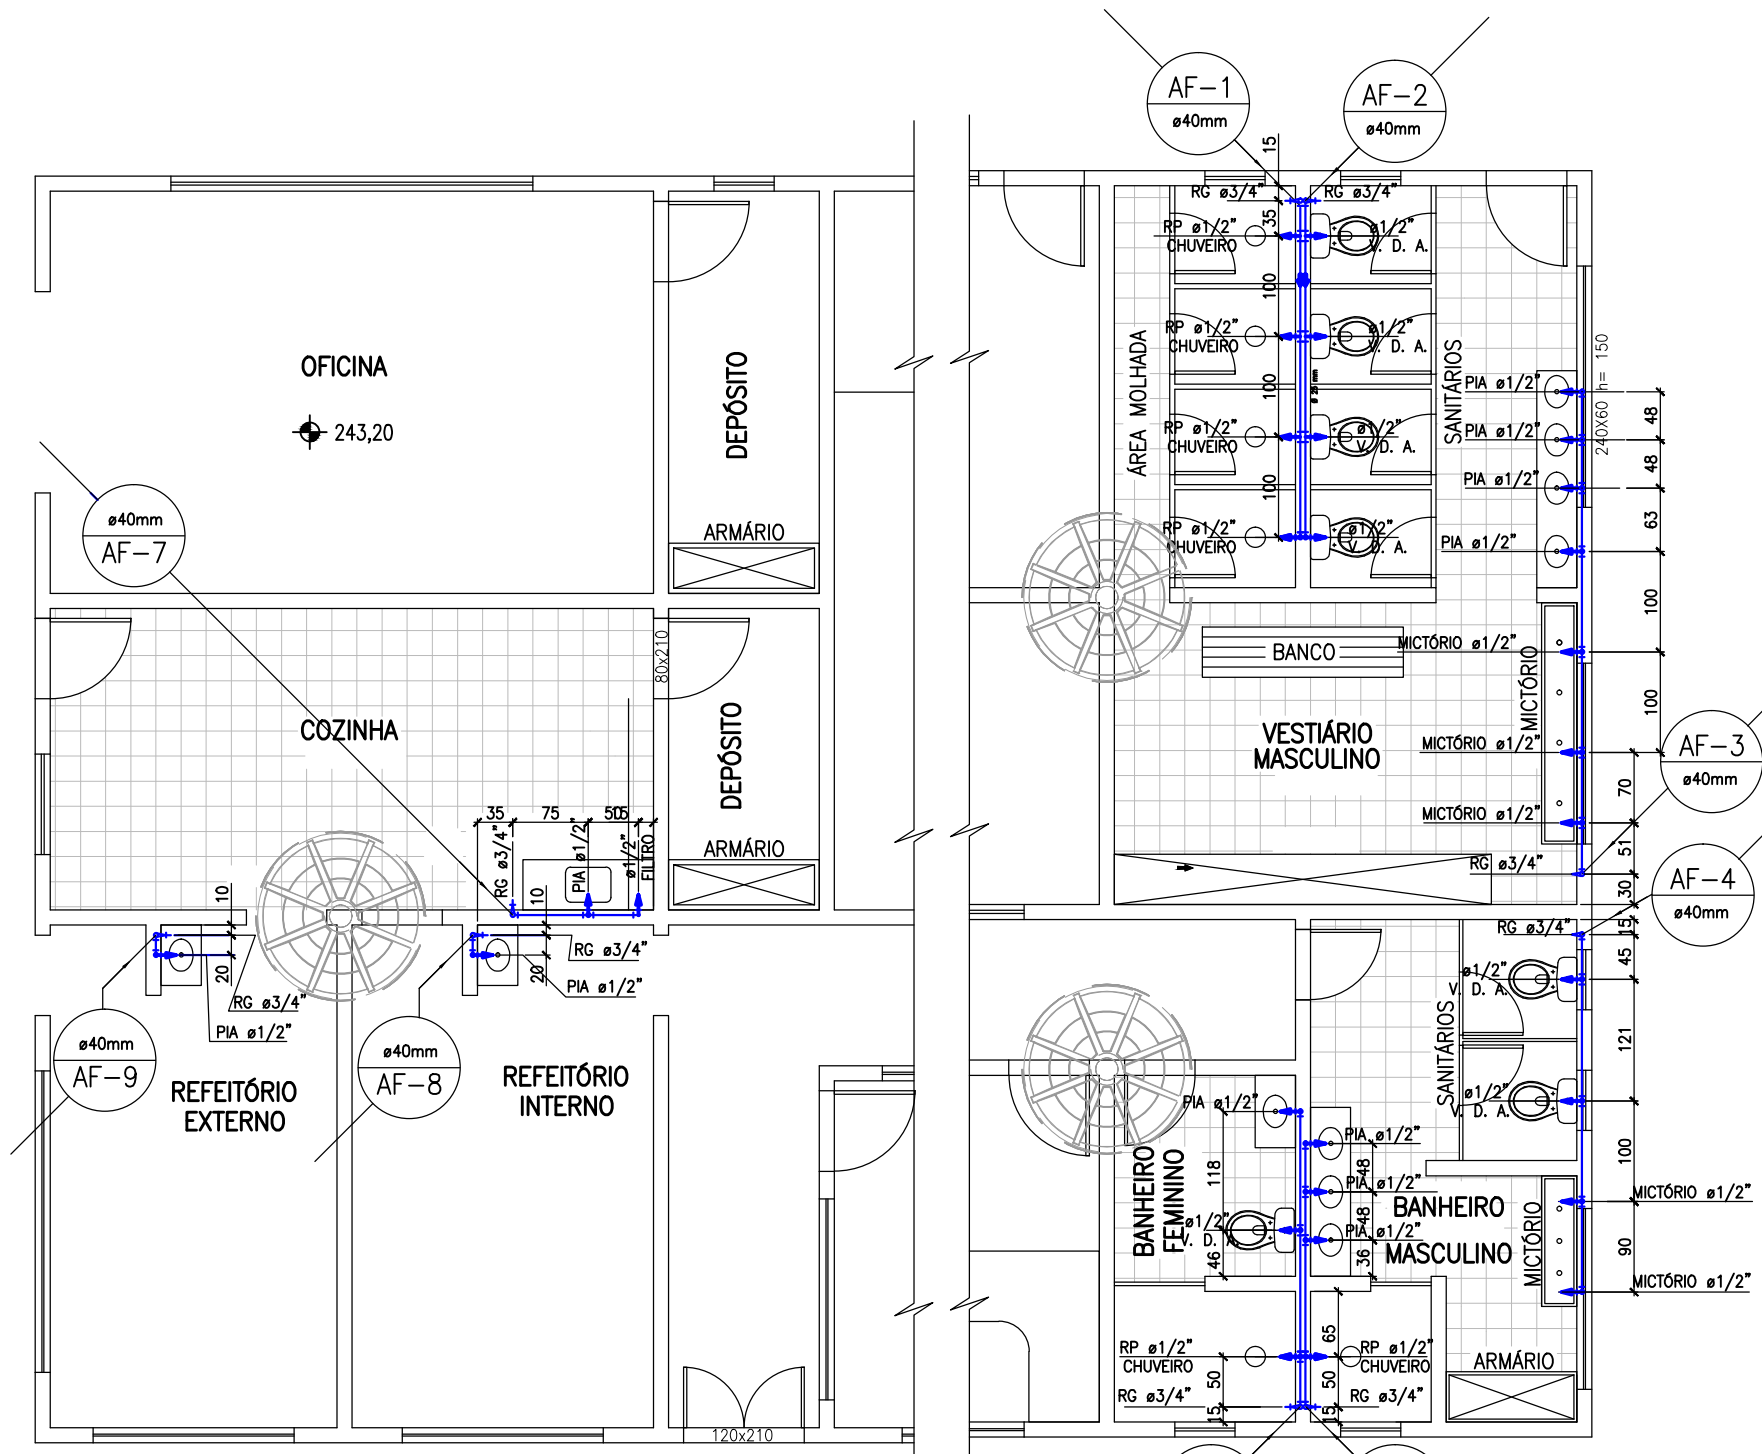 AF-1
ø40mm
AF-2
ø40mm
15
RG ø3/4"
RG ø3/4"
35
RP ø1/2"
CHUVEIRO
ø1/2"
V. D. A.
100
RP ø1/2"
CHUVEIRO
ø1/2"
V. D. A.
ÁREA MOLHADA
SANITÁRIOS
240X60 h= 150
OFICINA
243,20
DEPÓSITO
100
ø 25 mm
PIA ø1/2"
48
RP ø1/2"
CHUVEIRO
ø1/2"
V. D. A.
PIA ø1/2"
48
100
PIA ø1/2"
63
RP ø1/2"
CHUVEIRO
ø1/2"
V. D. A.
PIA ø1/2"
ø40mm
AF-7
ARMÁRIO
100
80x210
BANCO
MICTÓRIO ø1/2"
MICTÓRIO
100
COZINHA
DEPÓSITO
VESTIÁRIO
MASCULINO
MICTÓRIO ø1/2"
AF-3
ø40mm
70
MICTÓRIO ø1/2"
35
75
50
15
RG ø3/4"
PIA ø1/2"
ø1/2"
FILTRO
ARMÁRIO
51
RG ø3/4"
30
AF-4
ø40mm
10
10
RG ø3/4"
15
20
20
RG ø3/4"
PIA ø1/2"
RG ø3/4"
PIA ø1/2"
45
ø1/2"
V. D. A.
ø40mm
AF-9
ø40mm
AF-8
SANITÁRIOS
121
REFEITÓRIO
EXTERNO
REFEITÓRIO
INTERNO
ø1/2"
V. D. A.
PIA ø1/2"
PIA ø1/2"
100
118
48
BANHEIRO
FEMININO
PIA ø1/2"
48
MICTÓRIO ø1/2"
BANHEIRO
MASCULINO
ø1/2"
V. D. A.
PIA ø1/2"
46
36
MICTÓRIO
90
MICTÓRIO ø1/2"
65
RP ø1/2"
CHUVEIRO
RP ø1/2"
CHUVEIRO
ARMÁRIO
50
50
RG ø3/4"
RG ø3/4"
15
15
120x210